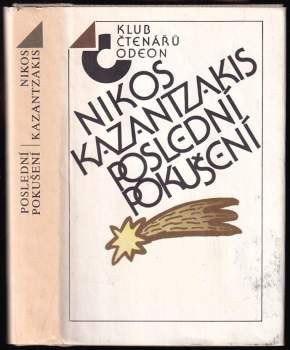 KLUB
ČTENÁŘŮ
ODEON
NIKOS
KAZANTZAKIS
POSLEDNÍ
POKUŠENÍ
POSLEDNÍ
POKUŠENÍ
NIKOS
KAZANTZAKIS